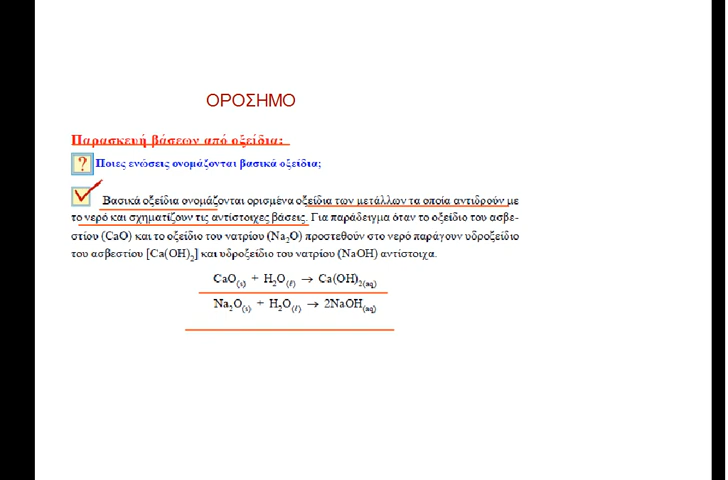 ΟΡΟΣΗΜΟ
Παρασκευή βάσεων από οξείδια:
? Ποιες ενώσεις ονομάζονται βασικά οξείδια;
Βασικά οξείδια ονομάζονται ορισμένα οξείδια των μετάλλων τα οποία αντιδρούν με
το νερό και σχηματίζουν τις αντίστοιχες βάσεις. Για παράδειγμα όταν το οξείδιο του ασβε-
στίου (CaO) και το οξείδιο του νατρίου (Na₂O) προστεθούν στο νερό παράγουν υδροξείδιο
του ασβεστίου [Ca(OH)₂] και υδροξείδιο του νατρίου (NaOH) αντίστοιχα.
CaO(s) + H₂O(ℓ) → Ca(OH)₂(aq)
Na₂O(s) + H₂O(ℓ) → 2NaOH(aq)